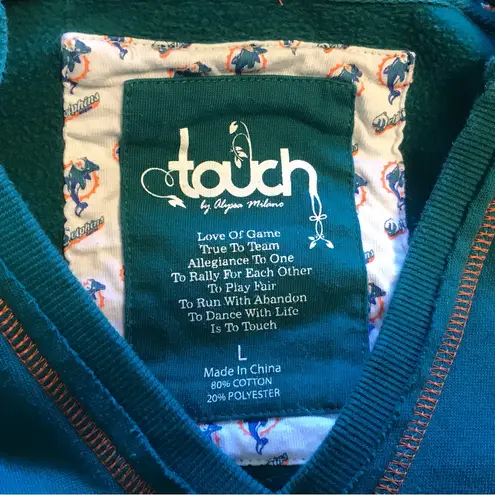 Dolphins
touch
by Alyssa Milano
Love Of Game
True To Team
Allegiance To One
To Rally For Each Other
To Play Fair
To Run With Abandon
To Dance With Life
Is To Touch
L
Made In China
80% COTTON
20% POLYESTER